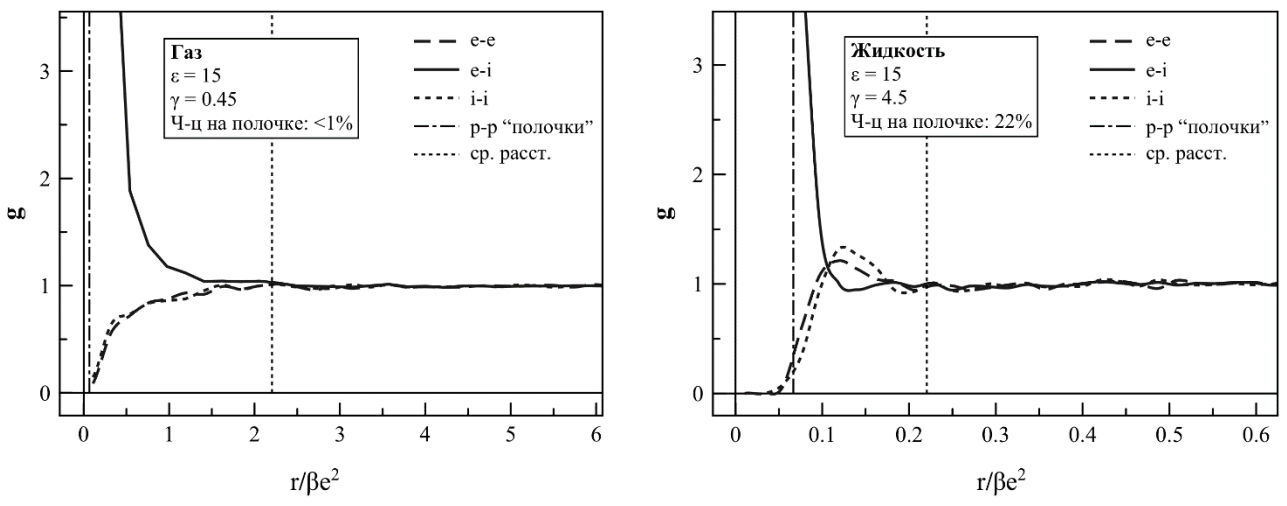 3
2
1
0
g
Газ
ε = 15
γ = 0.45
Ч-ц на полочке: <1%
e-e
e-i
i-i
р-р “полочки”
ср. расст.
0 1 2 3 4 5 6
r/βe²
3
2
1
0
g
Жидкость
ε = 15
γ = 4.5
Ч-ц на полочке: 22%
e-e
e-i
i-i
р-р “полочки”
ср. расст.
0 0.1 0.2 0.3 0.4 0.5 0.6
r/βe²